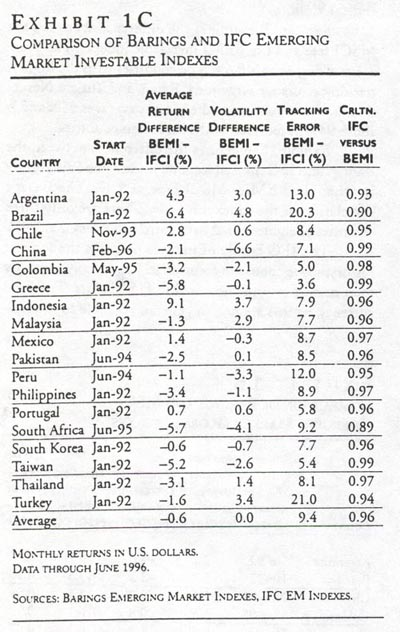 EXHIBIT 1C
COMPARISON OF BARINGS AND IFC EMERGING
MARKET INVESTABLE INDEXES
COUNTRY START DATE AVERAGE RETURN DIFFERENCE BEMI – IFCI (%) VOLATILITY DIFFERENCE BEMI – IFCI (%) TRACKING ERROR BEMI – IFCI (%) CRLTN. IFC VERSUS BEMI
Argentina Jan-92 4.3 3.0 13.0 0.93
Brazil Jan-92 6.4 4.8 20.3 0.90
Chile Nov-93 2.8 0.6 8.4 0.95
China Feb-96 –2.1 –6.6 7.1 0.99
Colombia May-95 –3.2 –2.1 5.0 0.98
Greece Jan-92 –5.8 –0.1 3.6 0.99
Indonesia Jan-92 9.1 3.7 7.9 0.96
Malaysia Jan-92 –1.3 2.9 7.7 0.96
Mexico Jan-92 1.4 –0.3 8.7 0.97
Pakistan Jun-94 –2.5 0.1 8.5 0.96
Peru Jun-94 –1.1 –3.3 12.0 0.95
Philippines Jan-92 –3.4 –1.1 8.9 0.97
Portugal Jan-92 0.7 0.6 5.8 0.96
South Africa Jun-95 –5.7 –4.1 9.2 0.89
South Korea Jan-92 –0.6 –0.7 7.7 0.96
Taiwan Jan-92 –5.2 –2.6 5.4 0.99
Thailand Jan-92 –3.1 1.4 8.1 0.97
Turkey Jan-92 –1.6 3.4 21.0 0.94
Average –0.6 0.0 9.4 0.96
MONTHLY RETURNS IN U.S. DOLLARS.
DATA THROUGH JUNE 1996.
SOURCES: BARINGS EMERGING MARKET INDEXES, IFC EM INDEXES.